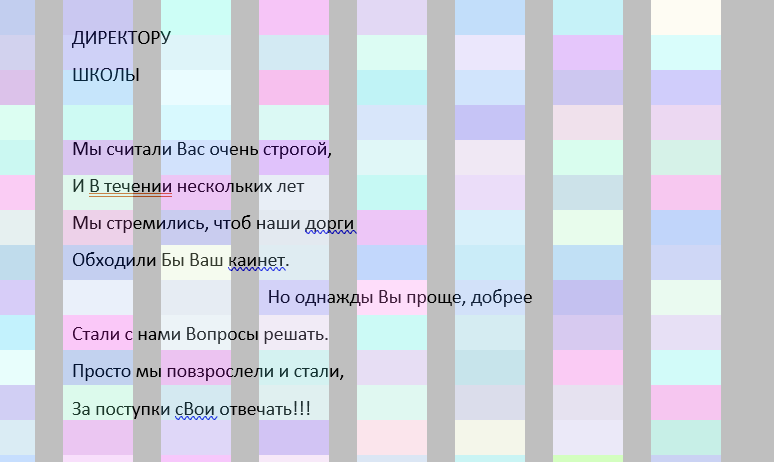 ДИРЕКТОРУ
ШКОЛЫ
Мы считали Вас очень строгой,
И В течении нескольких лет
Мы стремились, чтоб наши дорги
Обходили Бы Ваш каинет.
Но однажды Вы проще, добрее
Стали с нами Вопросы решать.
Просто мы повзрослели и стали,
За поступки сВои отвечать!!!